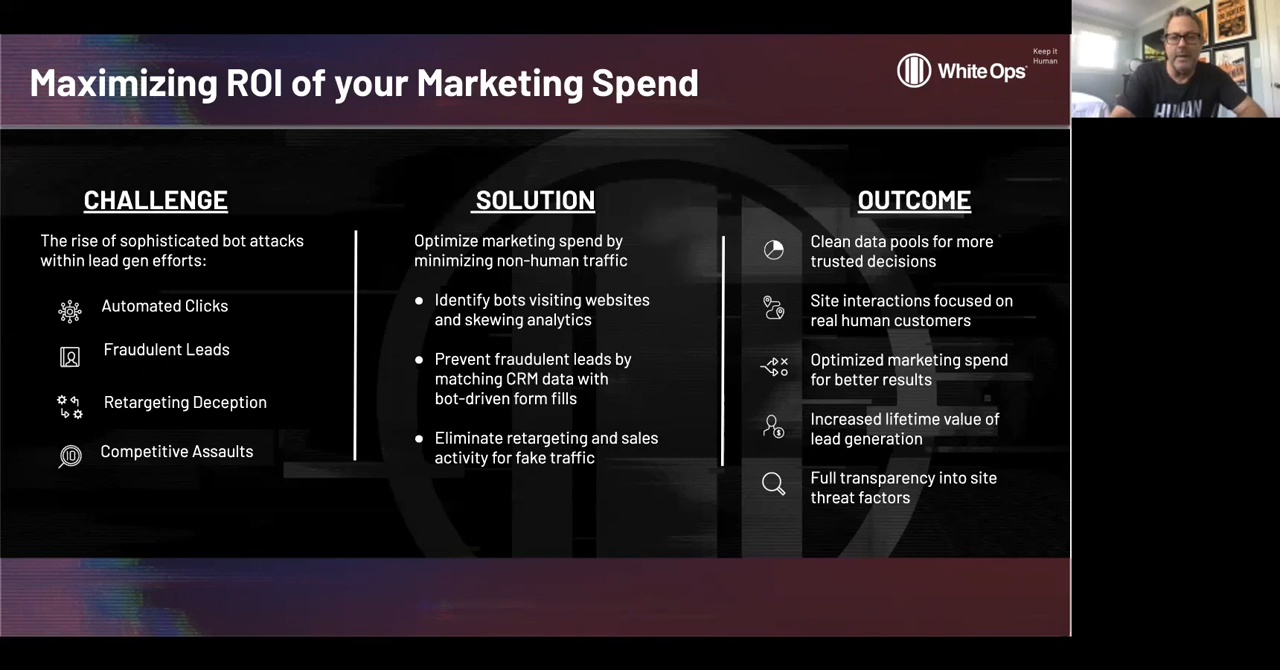 Maximizing ROI of your Marketing Spend
White Ops
Keep it
Human
CHALLENGE
The rise of sophisticated bot attacks
within lead gen efforts:
Automated Clicks
Fraudulent Leads
Retargeting Deception
Competitive Assaults
SOLUTION
Optimize marketing spend by
minimizing non-human traffic
● Identify bots visiting websites
and skewing analytics
● Prevent fraudulent leads by
matching CRM data with
bot-driven form fills
● Eliminate retargeting and sales
activity for fake traffic
OUTCOME
Clean data pools for more
trusted decisions
Site interactions focused on
real human customers
Optimized marketing spend
for better results
Increased lifetime value of
lead generation
Full transparency into site
threat factors
HUMAN